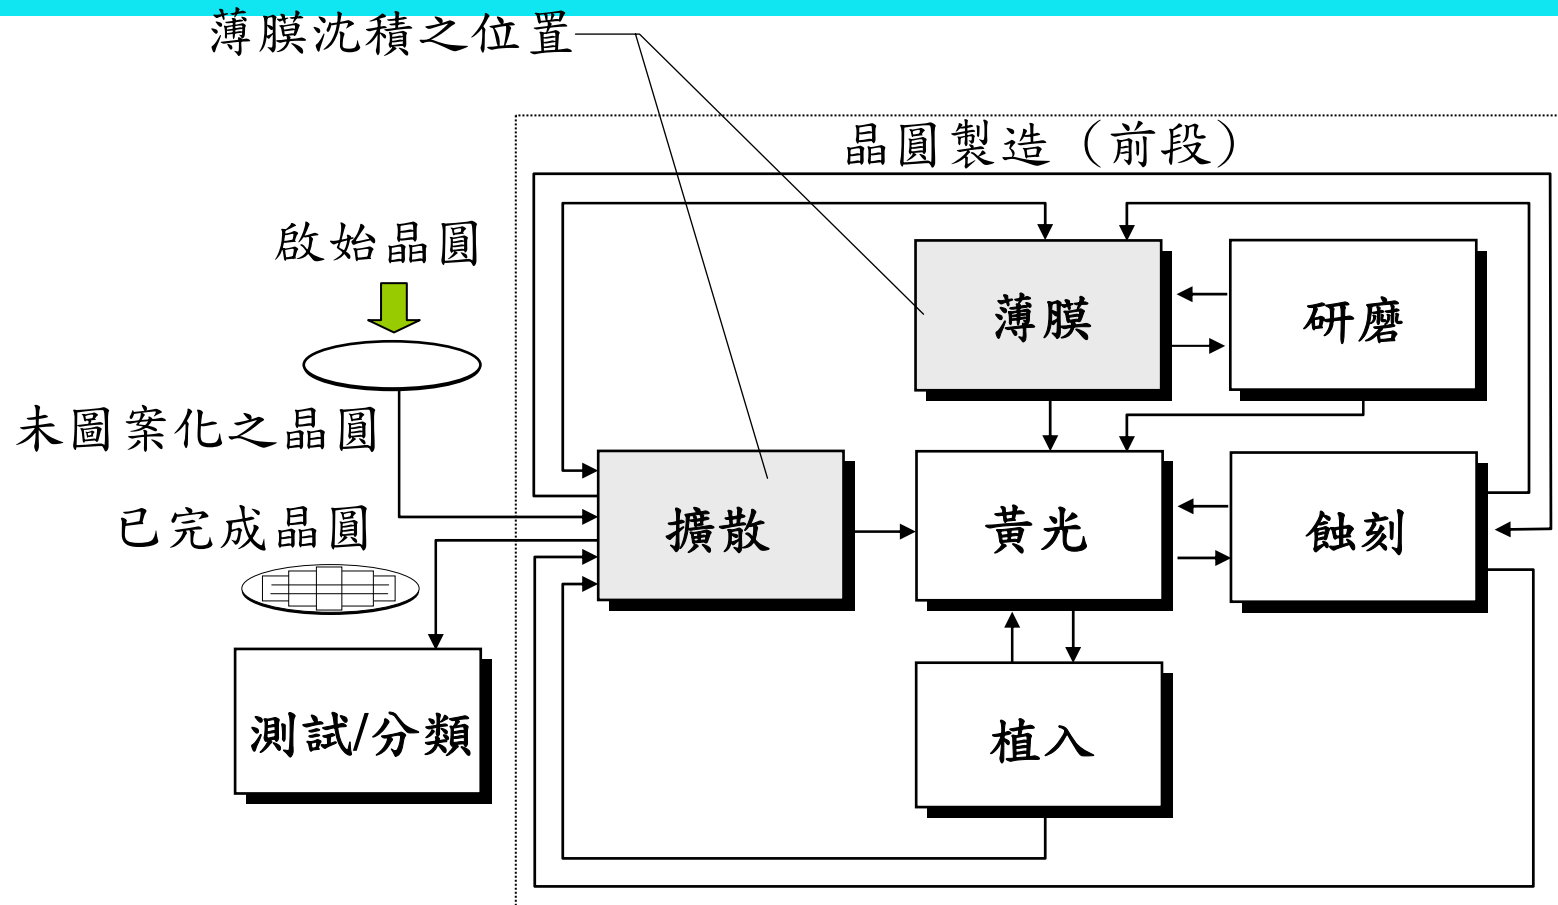 薄膜沈積之位置
晶圓製造（前段）
啟始晶圓
薄膜
研磨
未圖案化之晶圓
已完成晶圓
擴散
黃光
蝕刻
測試/分類
植入